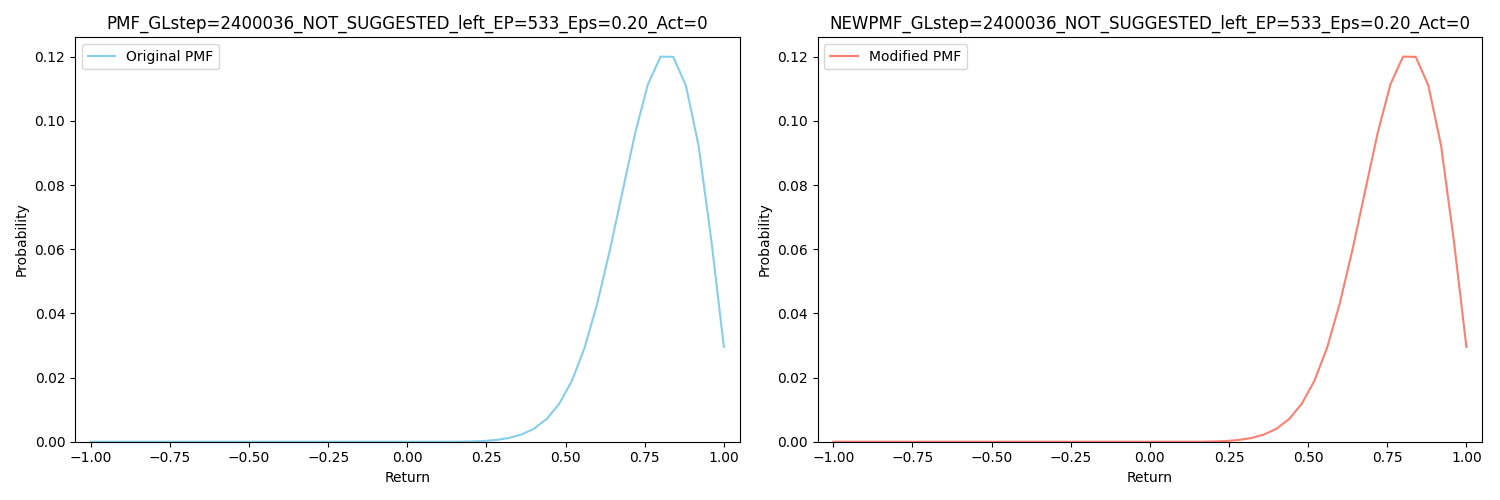 PMF_GLstep=2400036_NOT_SUGGESTED_left_EP=533_Eps=0.20_Act=0
Original PMF
0.12
0.10
0.08
0.06
0.04
0.02
0.00
Probability
−1.00 −0.75 −0.50 −0.25 0.00 0.25 0.50 0.75 1.00
Return
NEWPMF_GLstep=2400036_NOT_SUGGESTED_left_EP=533_Eps=0.20_Act=0
Modified PMF
0.12
0.10
0.08
0.06
0.04
0.02
0.00
Probability
−1.00 −0.75 −0.50 −0.25 0.00 0.25 0.50 0.75 1.00
Return